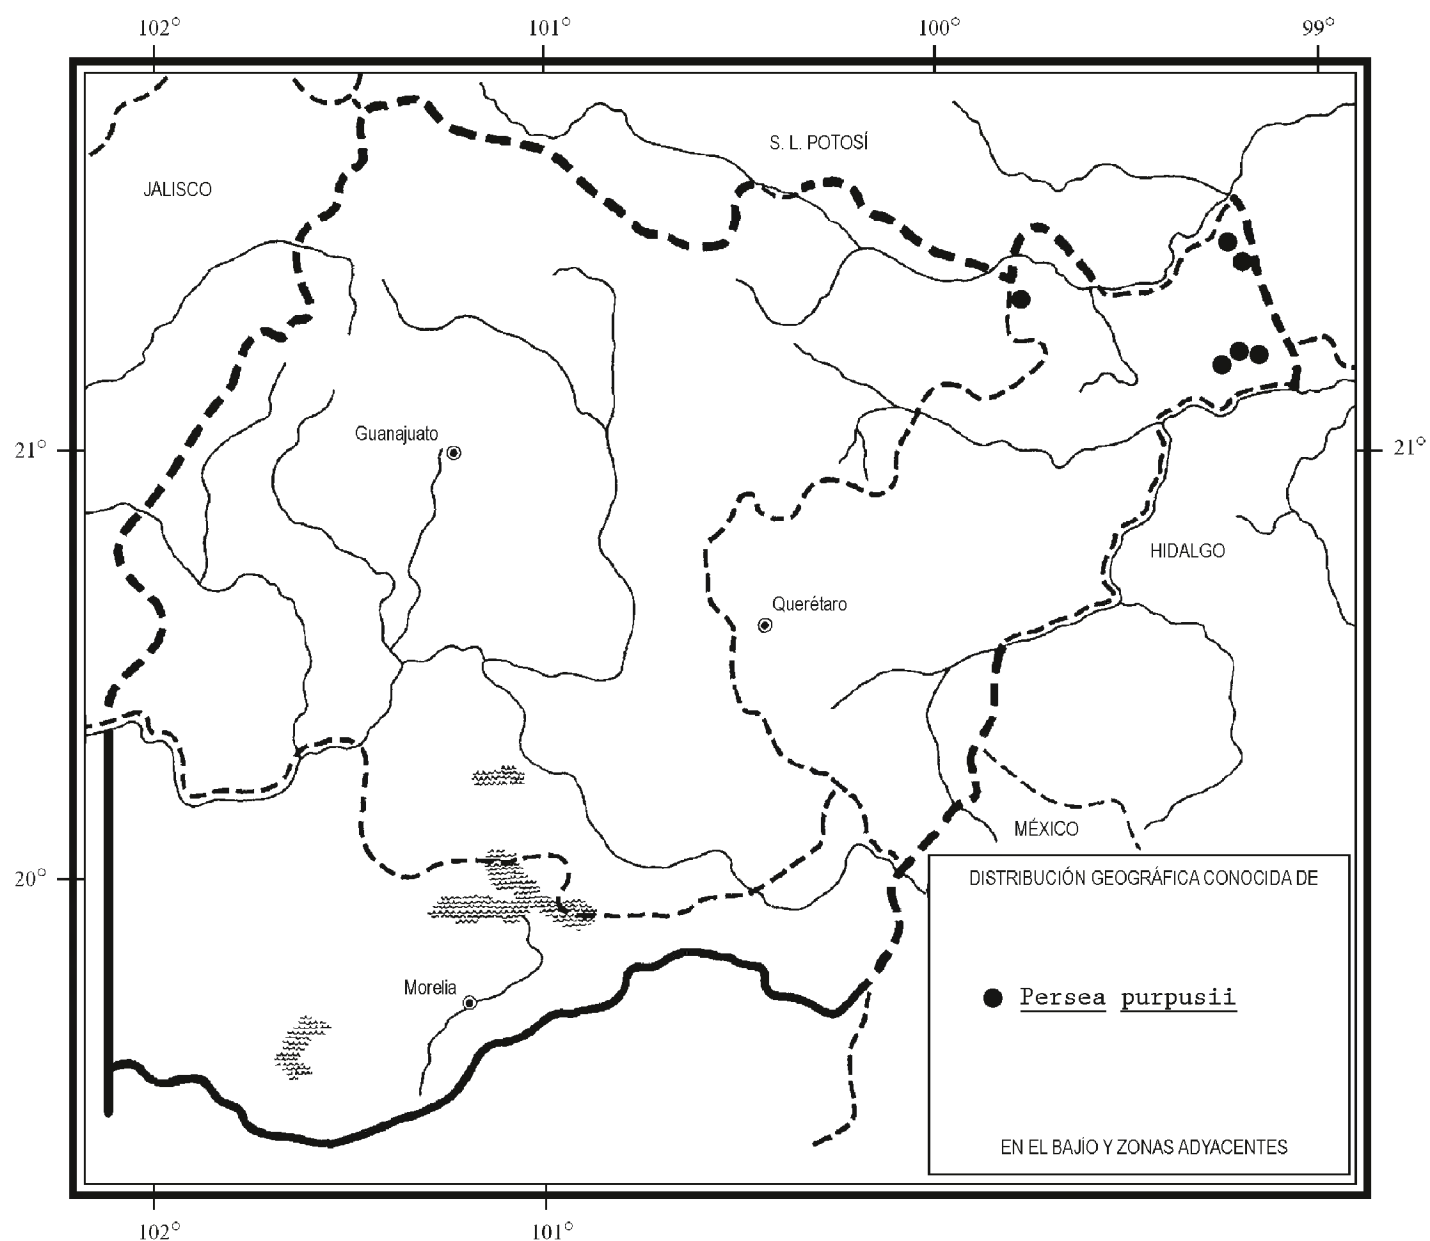 102° 101° 100° 99°
S. L. POTOSÍ
JALISCO
Guanajuato
21° 21°
HIDALGO
Querétaro
MÉXICO
20°
DISTRIBUCIÓN GEOGRÁFICA CONOCIDA DE
Morelia
Persea purpusii
EN EL BAJÍO Y ZONAS ADYACENTES
102° 101°